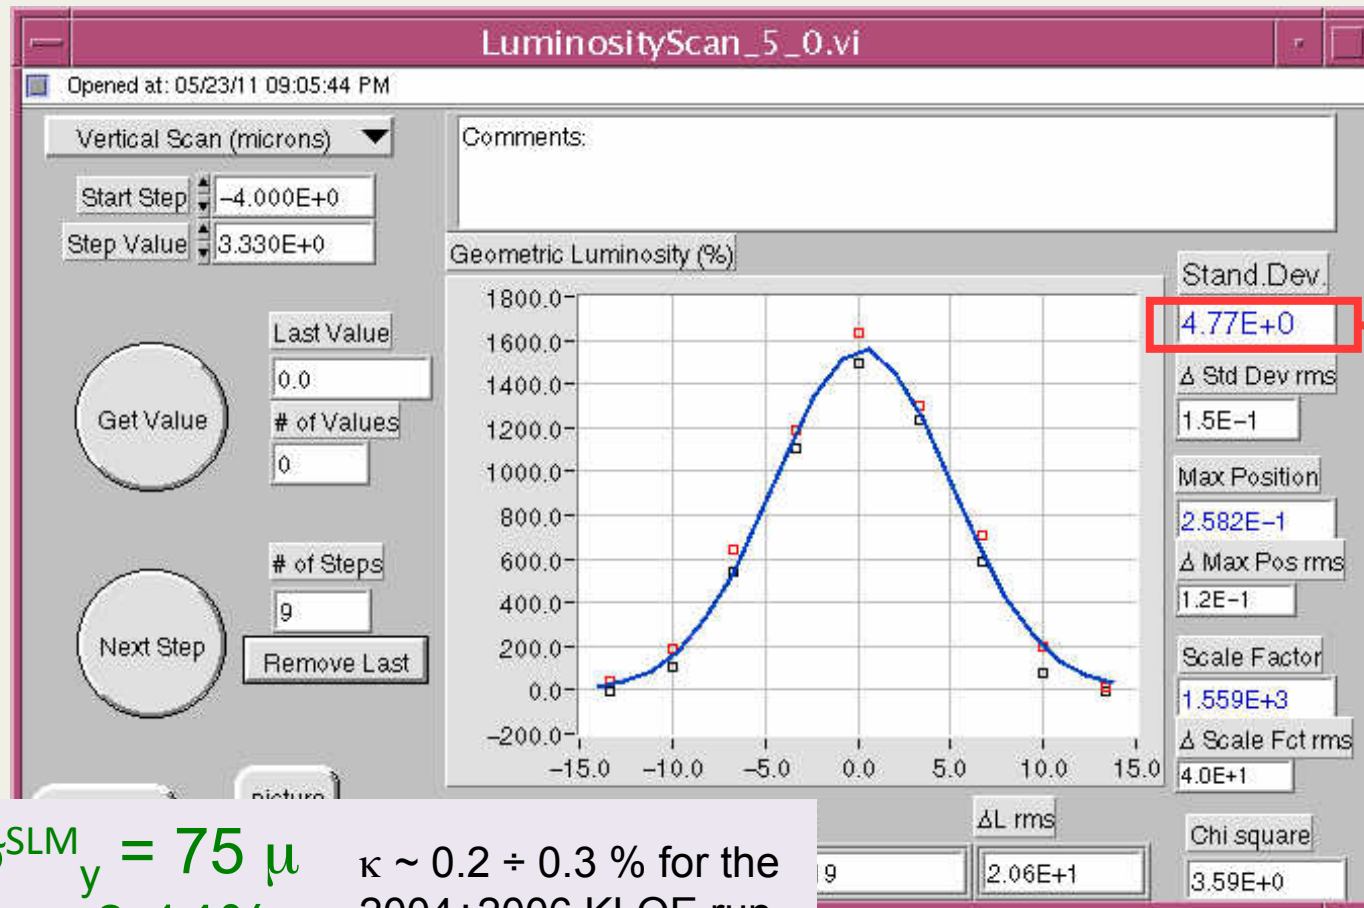 LuminosityScan_5_0.vi
Opened at: 05/23/11 09:05:44 PM
Vertical Scan (microns)
Comments:
Start Step
-4.000E+0
Step Value
3.330E+0
Geometric Luminosity (%)
Stand.Dev.
4.77E+0
Δ Std Dev rms
1.5E-1
Max Position
2.582E-1
Δ Max Pos rms
1.2E-1
Scale Factor
1.559E+3
Δ Scale Fct rms
4.0E+1
Chi square
3.59E+0
Get Value
Last Value
0.0
# of Values
0
Next Step
# of Steps
9
Remove Last
picture
1800.0
1600.0
1400.0
1200.0
1000.0
800.0
600.0
400.0
200.0
0.0
-200.0
-15.0 -10.0 -5.0 0.0 5.0 10.0 15.0
ΔL rms
2.06E+1
SLM y = 75 μ
κ ~ 0.2 ÷ 0.3 % for the
2004÷2006 KLOE run